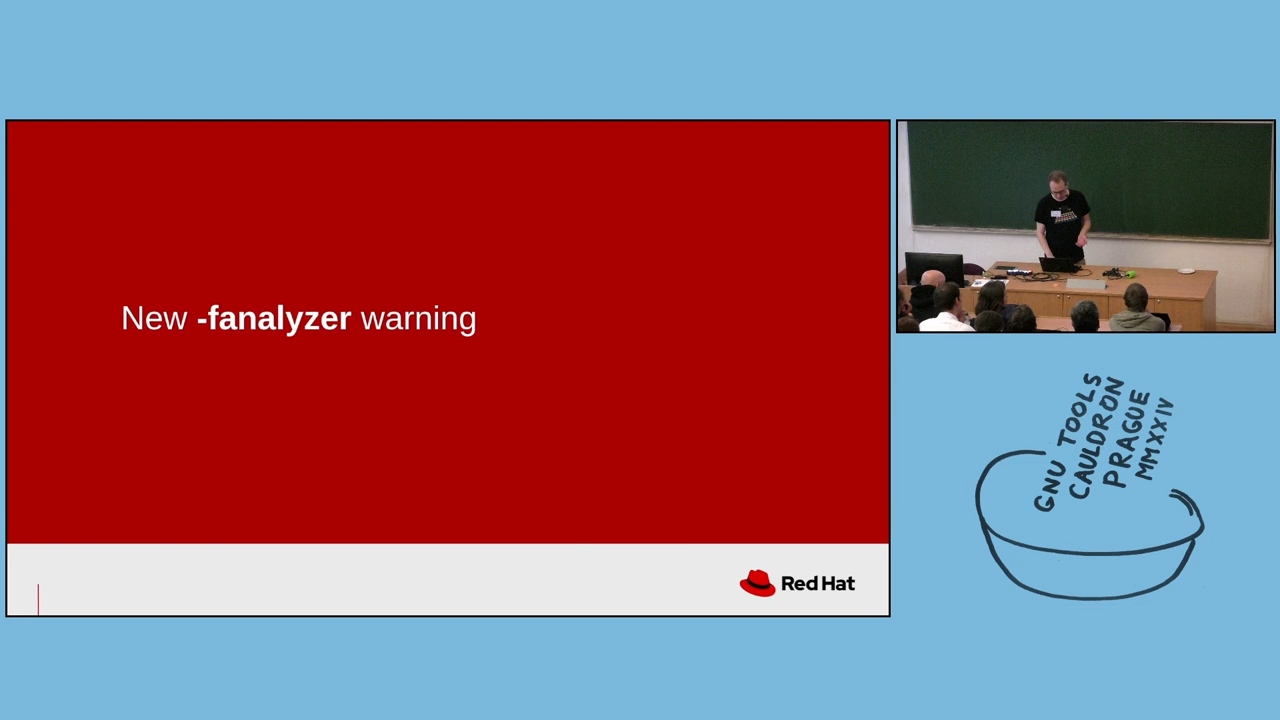 New -fanalyzer warning
Red Hat
GNU TOOLS
CAULDRON
PRAGUE
MMXXIV